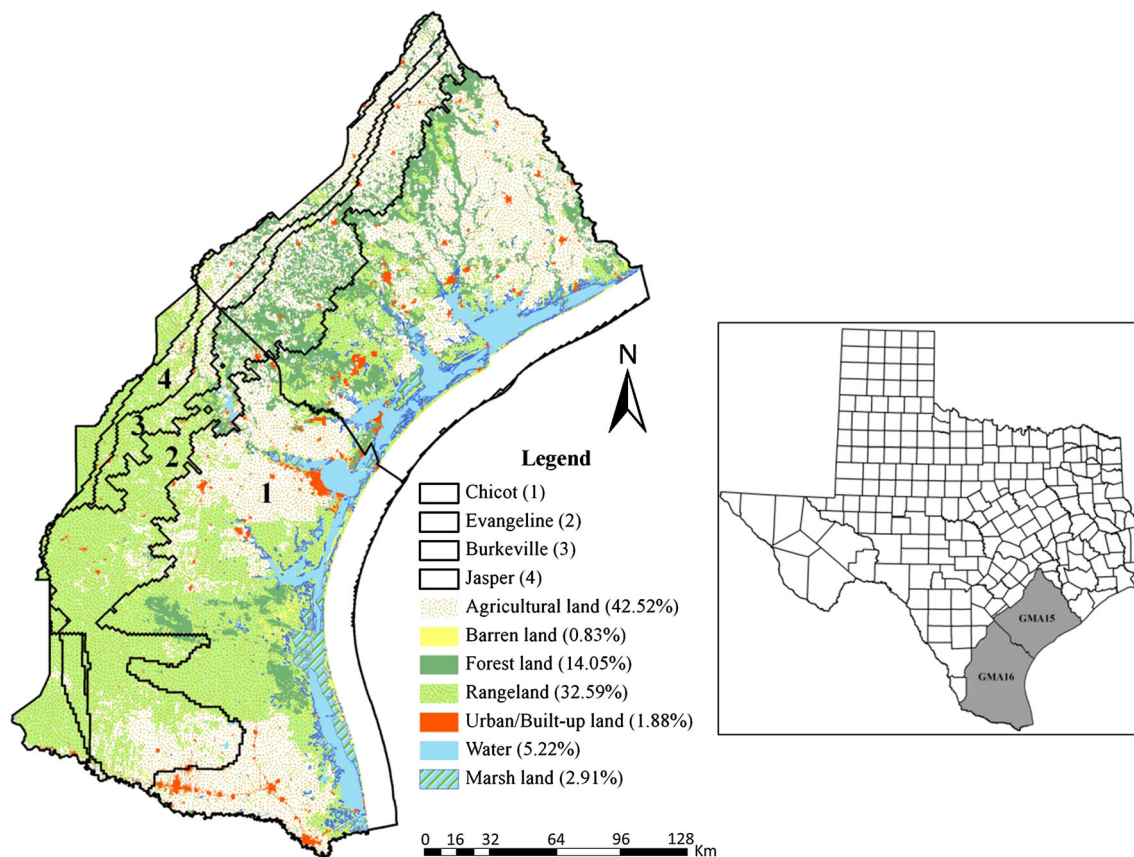 4
3
2
1
N
Legend
Chicot (1)
Evangeline (2)
Burkeville (3)
Jasper (4)
Agricultural land (42.52%)
Barren land (0.83%)
Forest land (14.05%)
Rangeland (32.59%)
Urban/Built-up land (1.88%)
Water (5.22%)
Marsh land (2.91%)
0 16 32 64 96 128
Km
GMA15
GMA16